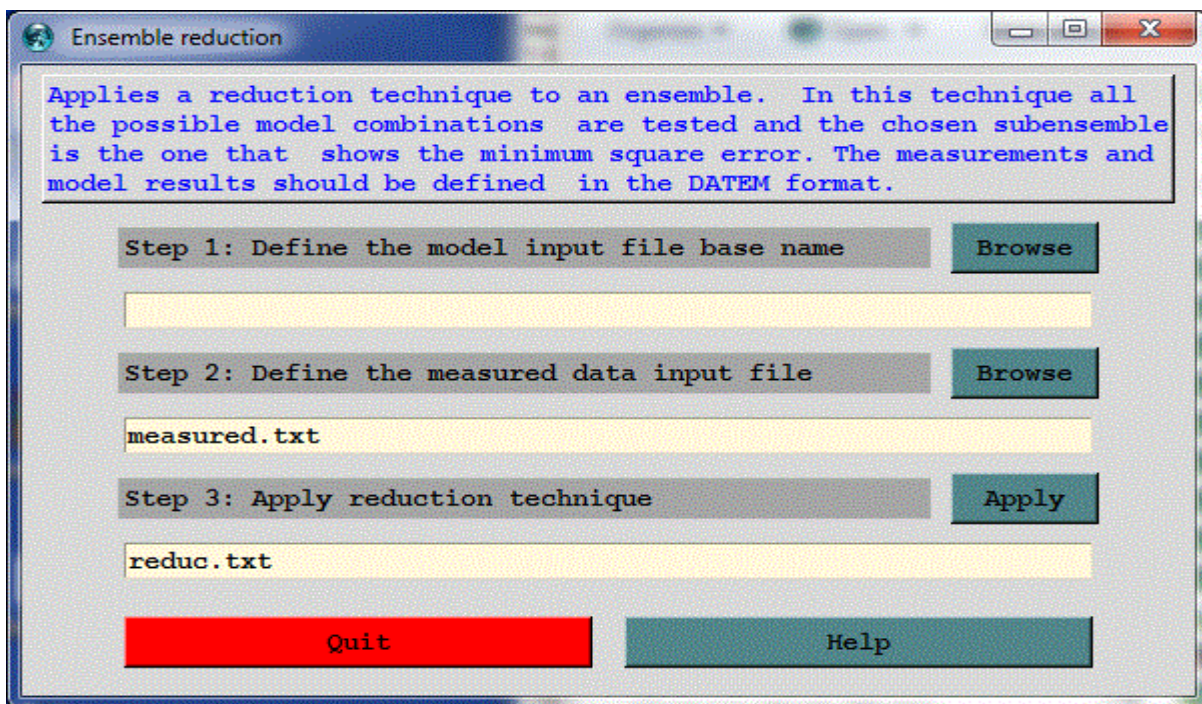 Ensemble reduction
Applies a reduction technique to an ensemble.  In this technique all
the possible model combinations  are tested and the chosen subensemble
is the one that  shows the minimum square error. The measurements and
model results should be defined  in the DATEM format.
Step 1: Define the model input file base name
Browse
Step 2: Define the measured data input file
Browse
measured.txt
Step 3: Apply reduction technique
Apply
reduc.txt
Quit
Help